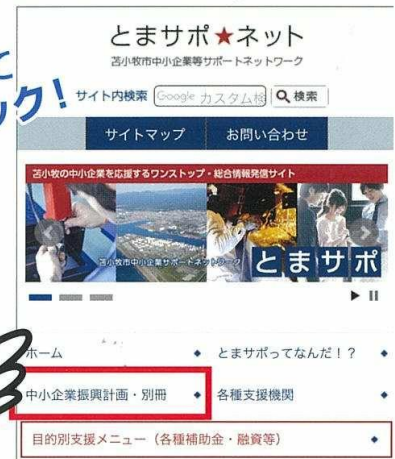 とまサポ★ネット
苫小牧市中小企業等サポートネットワーク
て
ック！
サイト内検索 Google カスタム検 検索
サイトマップ お問い合わせ
苫小牧の中小企業を応援するワンストップ・総合情報発信サイト
苫小牧市中小企業サポートネットワーク とまサポ
ホーム とまサポってなんだ！？
中小企業振興計画・別冊 各種支援機関
目的別支援メニュー（各種補助金・融資等）